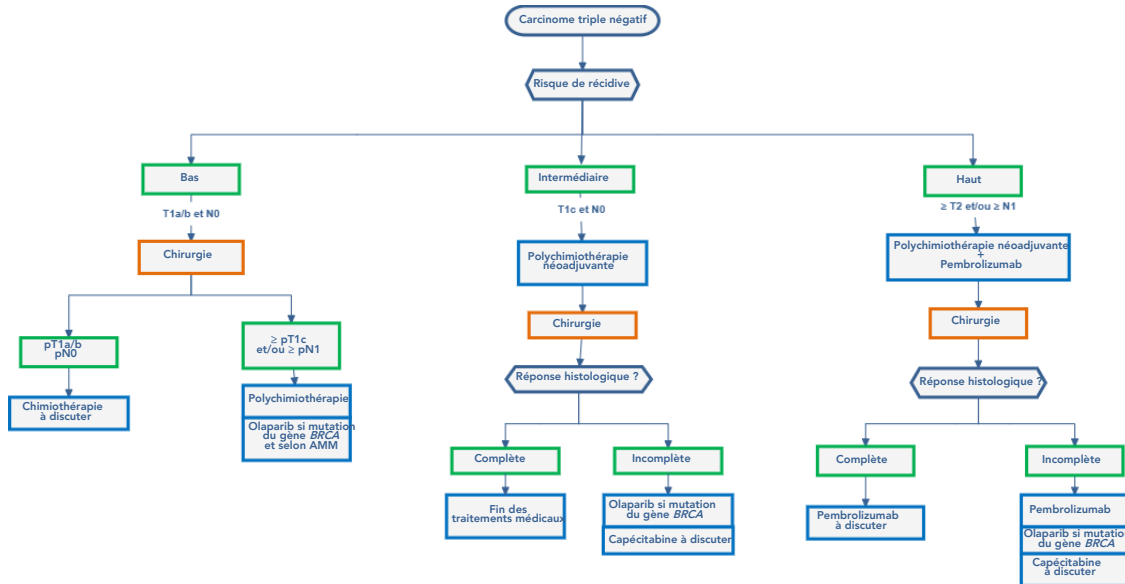 Carcinome triple négatif
Risque de récidive
Bas
Intermédiaire
Haut
T1a/b et N0
T1c et N0
≥ T2 et/ou ≥ N1
Chirurgie
Polychimiothérapie
néoadjuvante
Polychimiothérapie néoadjuvante
+
Pembrolizumab
Chirurgie
Chirurgie
pT1a/b
pN0
≥ pT1c
et/ou ≥ pN1
Réponse histologique ?
Réponse histologique ?
Chimiothérapie
à discuter
Polychimiothérapie
Olaparib si mutation
du gène BRCA
et selon AMM
Complète
Incomplète
Complète
Incomplète
Fin des
traitements médicaux
Olaparib si mutation
du gène BRCA
Capécitabine à discuter
Pembrolizumab
à discuter
Pembrolizumab
Olaparib si mutation
du gène BRCA
Capécitabine
à discuter